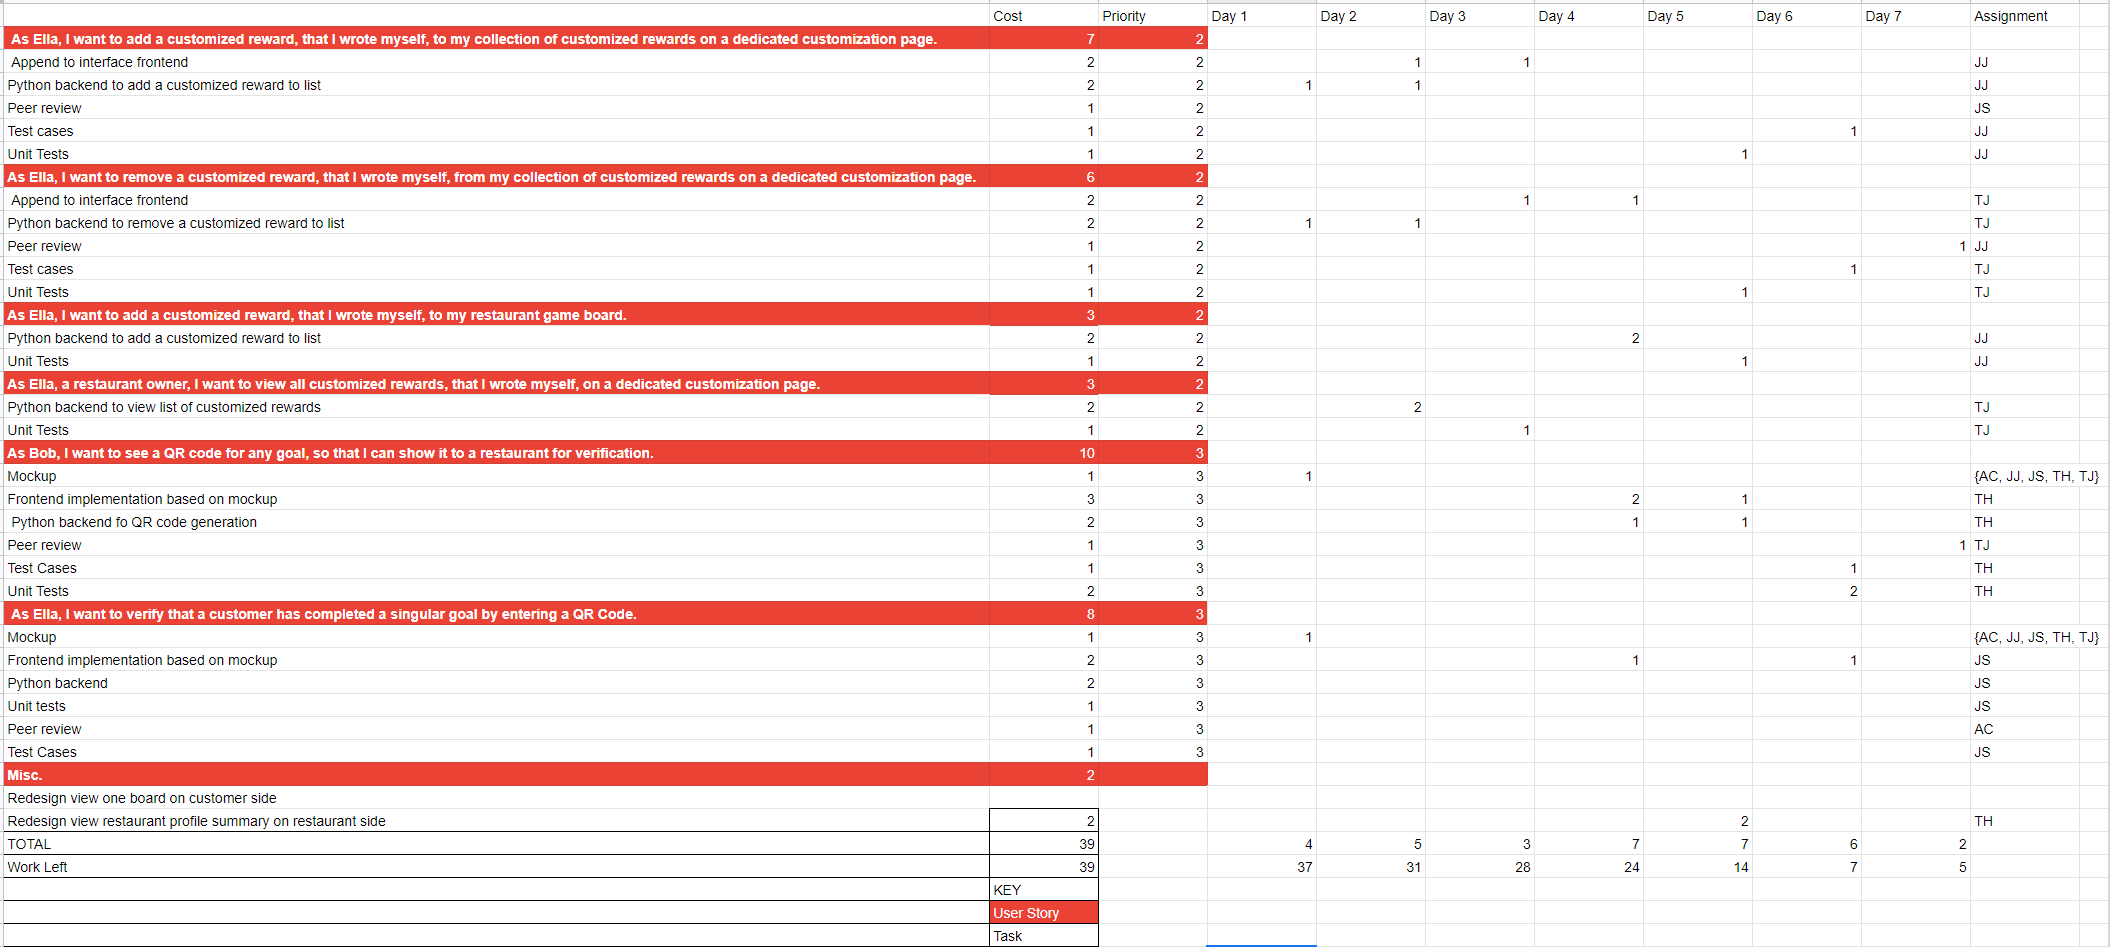 Cost Priority Day 1 Day 2 Day 3 Day 4 Day 5 Day 6 Day 7 Assignment
As Ella, I want to add a customized reward, that I wrote myself, to my collection of customized rewards on a dedicated customization page. 7 2
Append to interface frontend 2 2 1 1 JJ
Python backend to add a customized reward to list 2 2 1 1 JJ
Peer review 1 2 JS
Test cases 1 2 1 JJ
Unit Tests 1 2 1 JJ
As Ella, I want to remove a customized reward, that I wrote myself, from my collection of customized rewards on a dedicated customization page. 6 2
Append to interface frontend 2 2 1 1 TJ
Python backend to remove a customized reward to list 2 2 1 1 TJ
Peer review 1 2 1 JJ
Test cases 1 2 1 TJ
Unit Tests 1 2 1 TJ
As Ella, I want to add a customized reward, that I wrote myself, to my restaurant game board. 3 2
Python backend to add a customized reward to list 2 2 2 JJ
Unit Tests 1 2 1 JJ
As Ella, a restaurant owner, I want to view all customized rewards, that I wrote myself, on a dedicated customization page. 3 2
Python backend to view list of customized rewards 2 2 2 TJ
Unit Tests 1 2 1 TJ
As Bob, I want to see a QR code for any goal, so that I can show it to a restaurant for verification. 10 3
Mockup 1 3 1 {AC, JJ, JS, TH, TJ}
Frontend implementation based on mockup 3 3 2 1 TH
Python backend fo QR code generation 2 3 1 1 TH
Peer review 1 3 1 TJ
Test Cases 1 3 1 TH
Unit Tests 2 3 2 TH
As Ella, I want to verify that a customer has completed a singular goal by entering a QR Code. 8 3
Mockup 1 3 1 {AC, JJ, JS, TH, TJ}
Frontend implementation based on mockup 2 3 1 1 JS
Python backend 2 3 JS
Unit tests 1 3 JS
Peer review 1 3 AC
Test Cases 1 3 JS
Misc. 2
Redesign view one board on customer side
Redesign view restaurant profile summary on restaurant side 2 2 TH
TOTAL 39 4 5 3 7 7 6 2
Work Left 39 37 31 28 24 14 7 5
KEY
User Story
Task